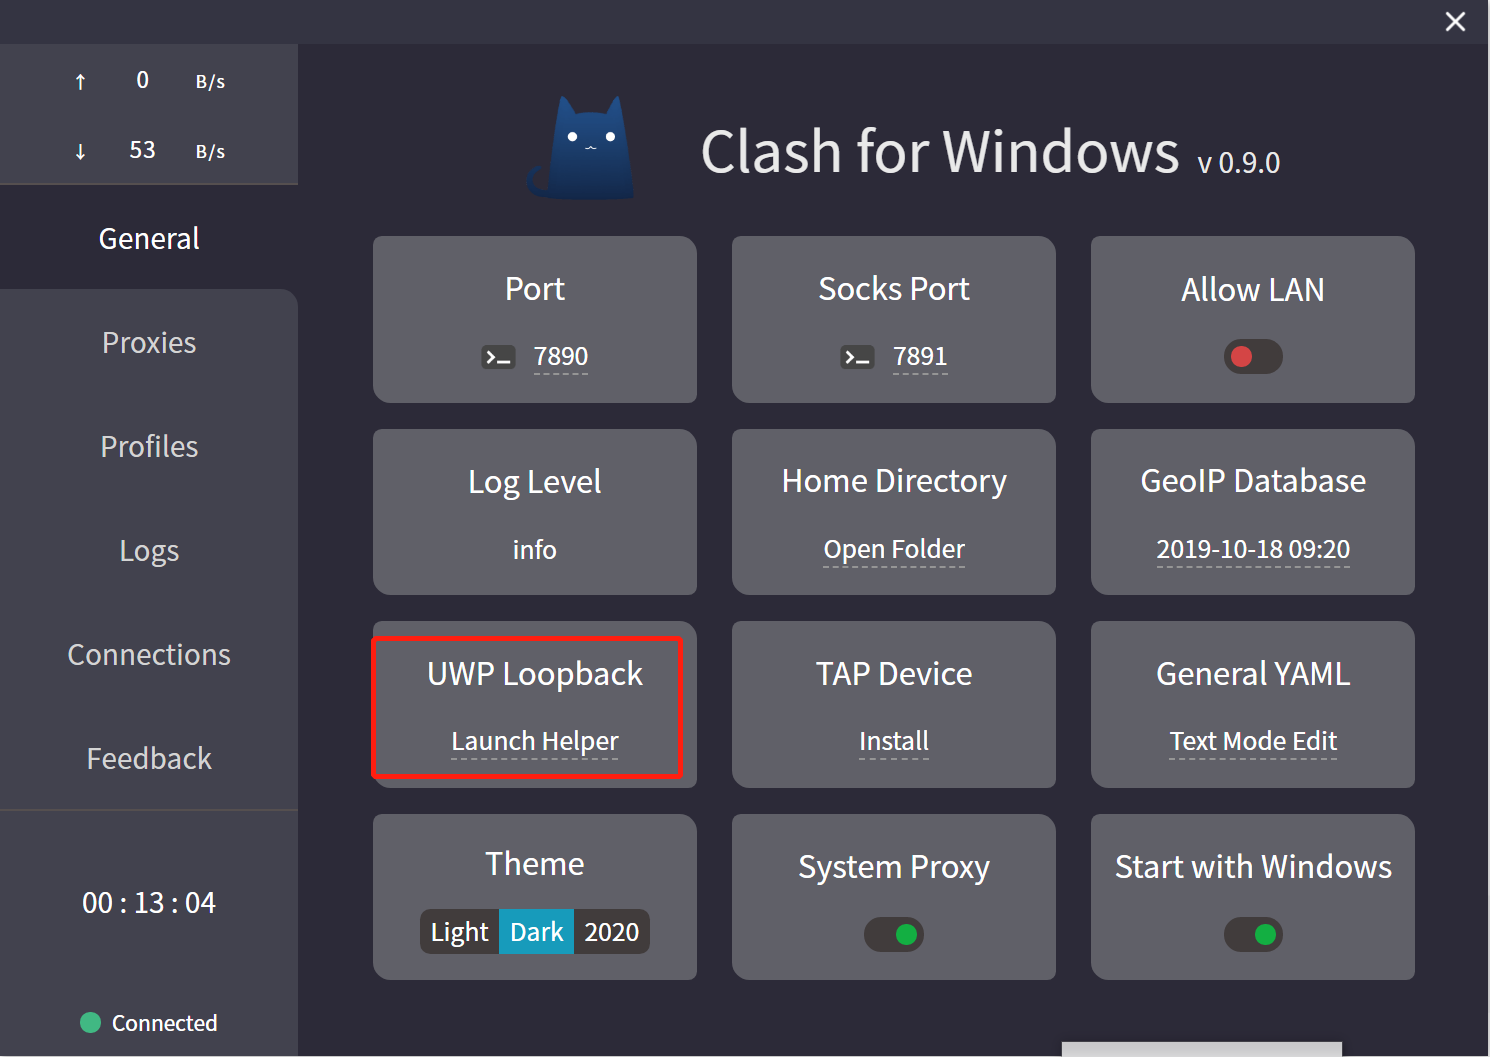 ↑ 0 B/s
↓ 53 B/s
General
Proxies
Profiles
Logs
Connections
Feedback
00 : 13 : 04
Connected
Clash for Windows v 0.9.0
Port
7890
Socks Port
7891
Allow LAN
Log Level
info
Home Directory
Open Folder
GeoIP Database
2019-10-18 09:20
UWP Loopback
Launch Helper
TAP Device
Install
General YAML
Text Mode Edit
Theme
Light Dark 2020
System Proxy
Start with Windows